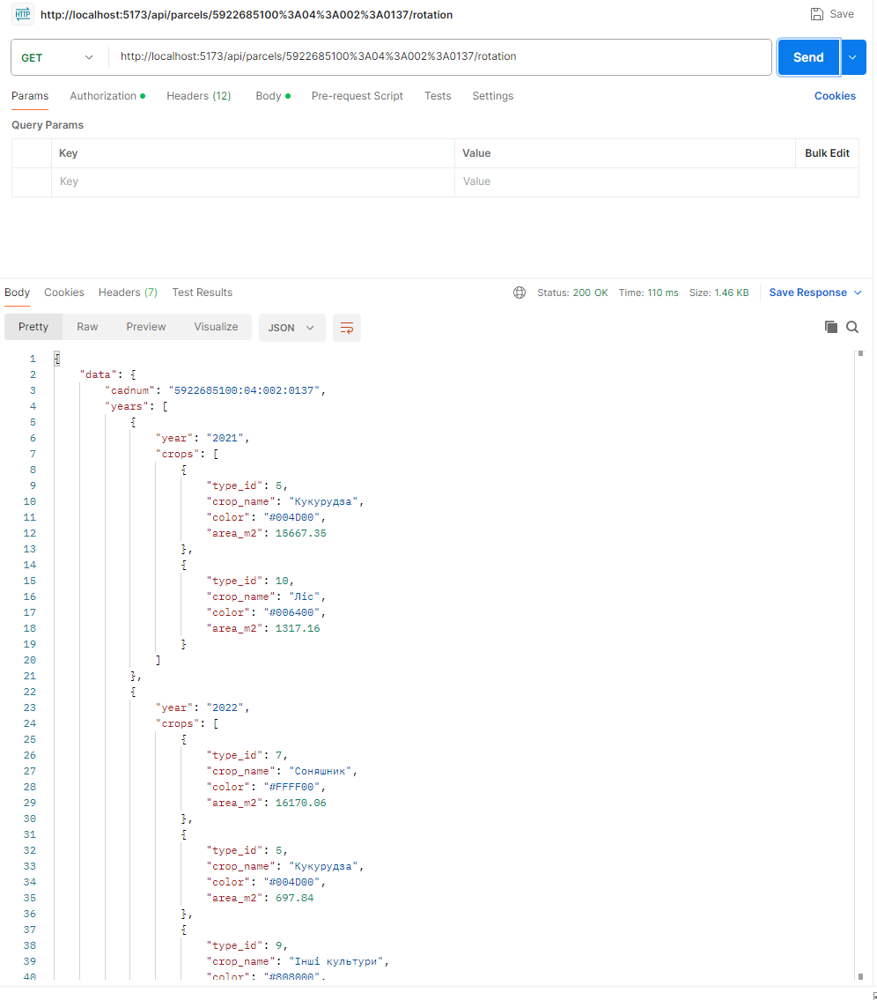 HTTP http://localhost:5173/api/parcels/5922685100%3A04%3A002%3A0137/rotation Save
GET http://localhost:5173/api/parcels/5922685100%3A04%3A002%3A0137/rotation Send
Params Authorization Headers (12) Body Pre-request Script Tests Settings Cookies
Query Params
Key Value Bulk Edit
Key Value
Body Cookies Headers (7) Test Results Status: 200 OK Time: 110 ms Size: 1.46 KB Save Response
Pretty Raw Preview Visualize JSON
1 {
2 "data": {
3 "cadnum": "5922685100:04:002:0137",
4 "years": [
5 {
6 "year": "2021",
7 "crops": [
8 {
9 "type_id": 5,
10 "crop_name": "Кукурудза",
11 "color": "#004D00",
12 "area_m2": 15667.35
13 },
14 {
15 "type_id": 10,
16 "crop_name": "Ліс",
17 "color": "#006400",
18 "area_m2": 1317.16
19 }
20 ]
21 },
22 {
23 "year": "2022",
24 "crops": [
25 {
26 "type_id": 7,
27 "crop_name": "Соняшник",
28 "color": "#FFFF00",
29 "area_m2": 16170.06
30 },
31 {
32 "type_id": 5,
33 "crop_name": "Кукурудза",
34 "color": "#004D00",
35 "area_m2": 697.84
36 },
37 {
38 "type_id": 9,
39 "crop_name": "Інші культури",
40 "color": "#808000",